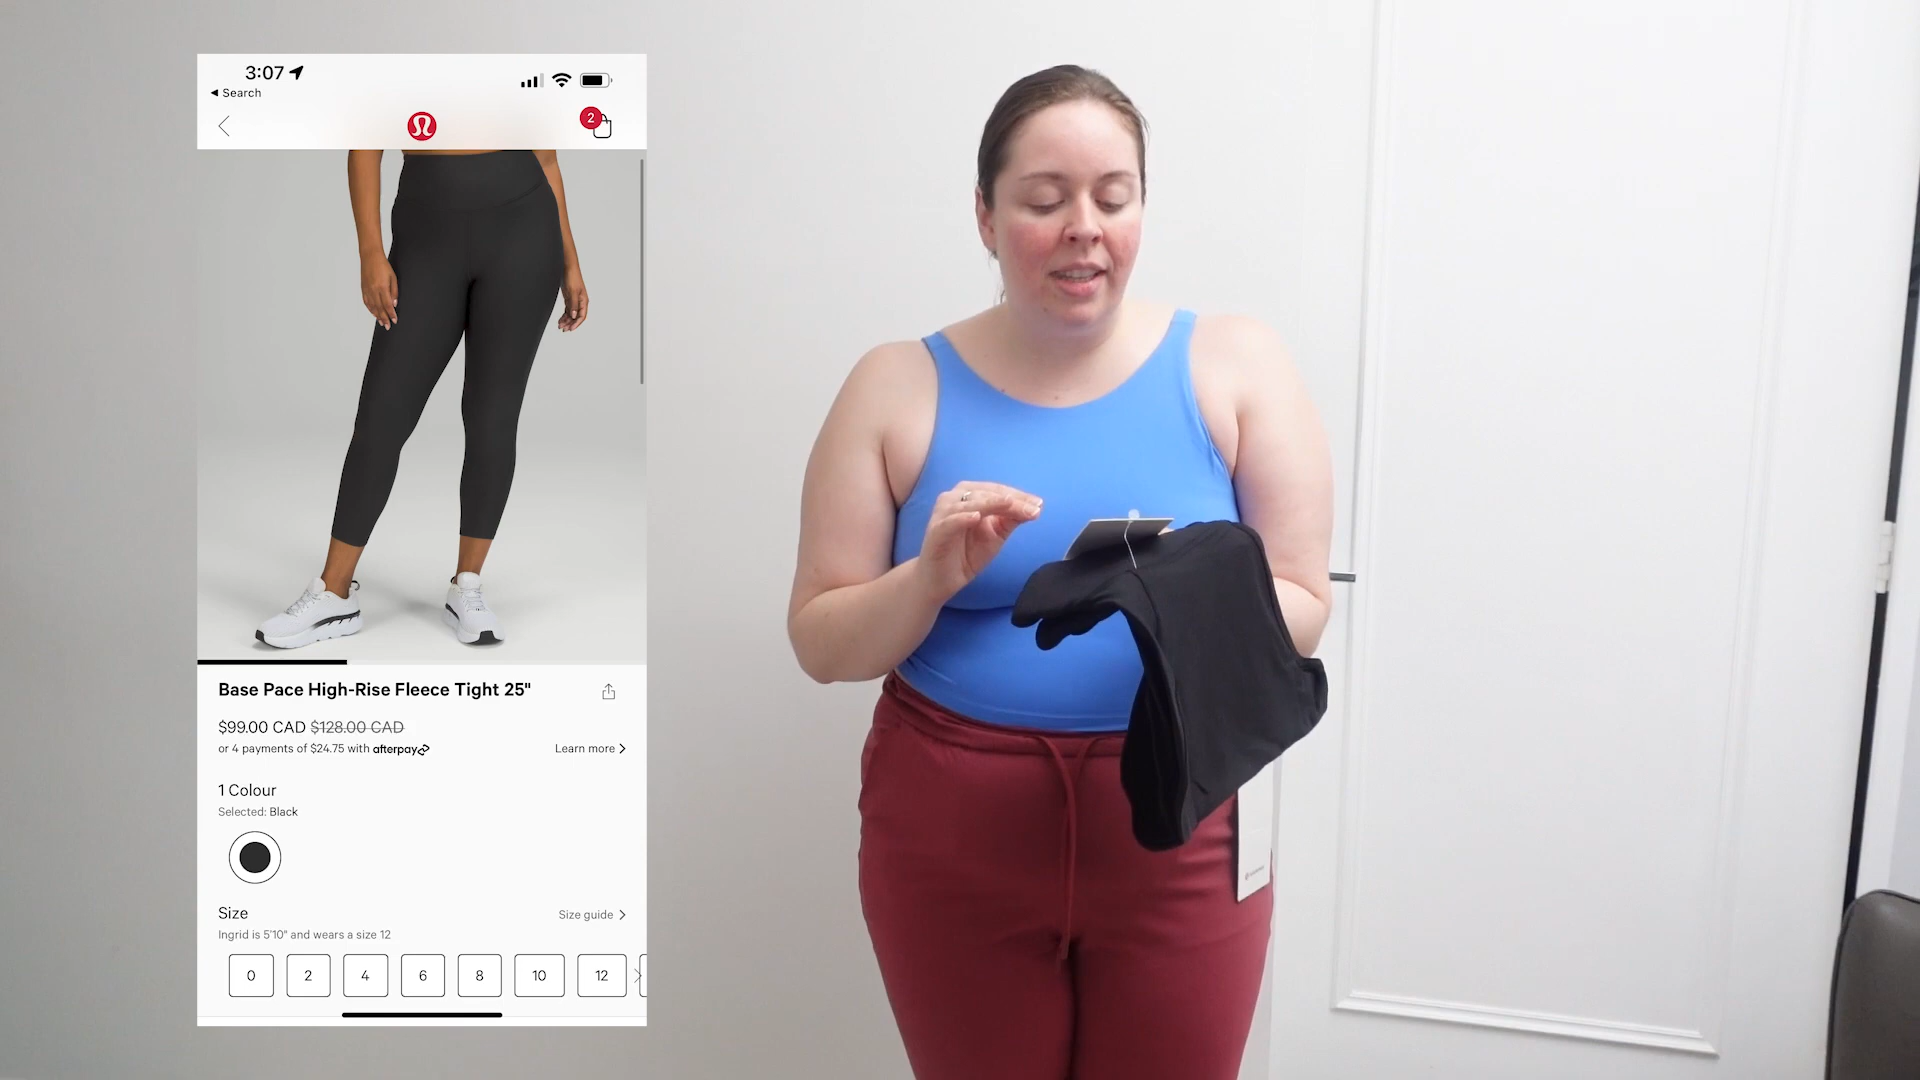 3:07
◄ Search
2
Base Pace High-Rise Fleece Tight 25"
$99.00 CAD $128.00 CAD
or 4 payments of $24.75 with afterpay
Learn more
1 Colour
Selected: Black
Size
Size guide
Ingrid is 5'10" and wears a size 12
0 2 4 6 8 10 12